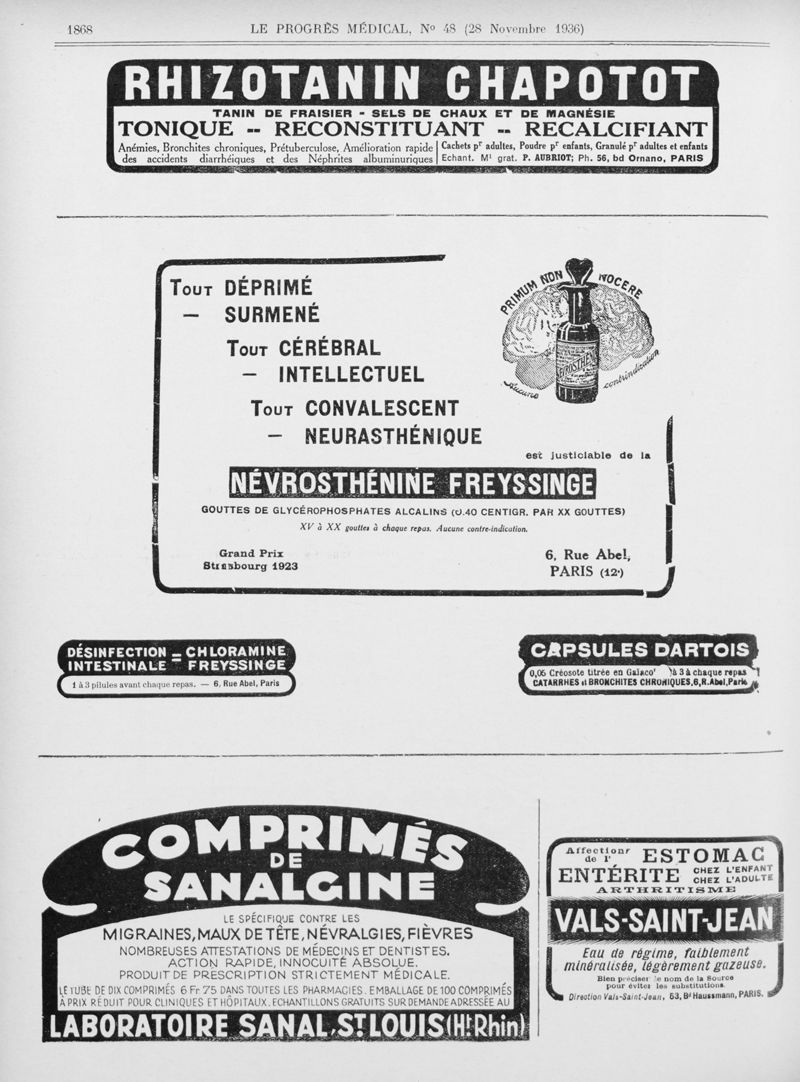 1868
LE PROGRÈS MÉDICAL, Nº 48 (28 Novembre 1936)
RHIZOTANIN CHAPOTOT
TANIN DE FRAISIER - SELS DE CHAUX ET DE MAGNÉSIE
TONIQUE -- RECONSTITUANT -- RECALCIFIANT
Anémies, Bronchites chroniques, Prétuberculose, Amélioration rapide
des accidents diarrhéiques et des Néphrites albuminuriques
Cachets pr adultes, Poudre pr enfants, Granulé pr adultes et enfants
Echant. Mt grat. P. AUBRIOT; Ph. 56, bd Ornano, PARIS
TOUT DÉPRIMÉ
— SURMENÉ
TOUT CÉRÉBRAL
— INTELLECTUEL
TOUT CONVALESCENT
— NEURASTHÉNIQUE
PRIMUM NON NOCERE
Aucune contrindication
est justiciable de la
NÉVROSTHÉNINE FREYSSINGE
GOUTTES DE GLYCÉROPHOSPHATES ALCALINS (0.40 CENTIGR. PAR XX GOUTTES)
XV à XX gouttes à chaque repas. Aucune contre-indication.
Grand Prix
Strasbourg 1923
6, Rue Abel,
PARIS (12e)
DÉSINFECTION = CHLORAMINE
INTESTINALE FREYSSINGE
1 à 3 pilules avant chaque repas. — 6, Rue Abel, Paris
CAPSULES DARTOIS
0,05 Créosote titrée en Gaïacol à 3 à chaque repas
CATARRHES et BRONCHITES CHRONIQUES, 6, R. Abel, Paris
COMPRIMÉS
DE
SANALGINE
LE SPÉCIFIQUE CONTRE LES
MIGRAINES, MAUX DE TÊTE, NÉVRALGIES, FIÈVRES
NOMBREUSES ATTESTATIONS DE MÉDECINS ET DENTISTES.
ACTION RAPIDE, INNOCUITÉ ABSOLUE.
PRODUIT DE PRESCRIPTION STRICTEMENT MÉDICALE.
LE TUBE DE DIX COMPRIMÉS 6 Fr 75 DANS TOUTES LES PHARMACIES. EMBALLAGE DE 100 COMPRIMÉS
À PRIX RÉDUIT POUR CLINIQUES ET HÔPITAUX. ECHANTILLONS GRATUITS SUR DEMANDE ADRESSÉE AU
LABORATOIRE SANAL, ST LOUIS (Ht Rhin)
Affections
de l' ESTOMAC
ENTÉRITE CHEZ L'ENFANT
CHEZ L'ADULTE
ARTHRITISME
VALS-SAINT-JEAN
Eau de régime, faiblement
minéralisée, légèrement gazeuse.
Bien préciser le nom de la Source
pour éviter les substitutions.
Direction Vals-Saint-Jean, 53, Bd Haussmann, PARIS.